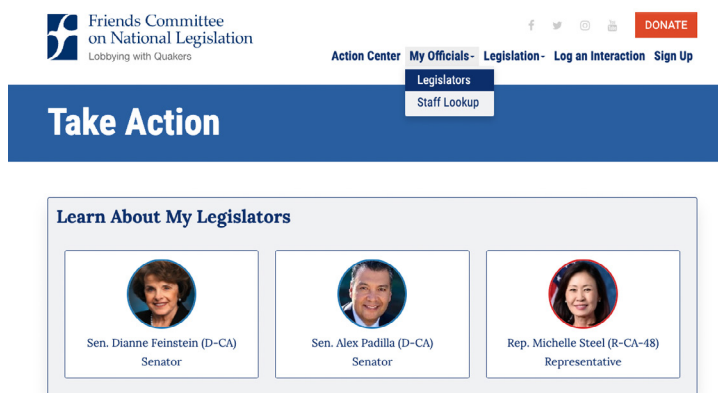 Friends Committee
on National Legislation
Lobbying with Quakers
DONATE
Action Center My Officials- Legislation- Log an Interaction Sign Up
Legislators
Staff Lookup
Take Action
Learn About My Legislators
Sen. Dianne Feinstein (D-CA)
Senator
Sen. Alex Padilla (D-CA)
Senator
Rep. Michelle Steel (R-CA-48)
Representative